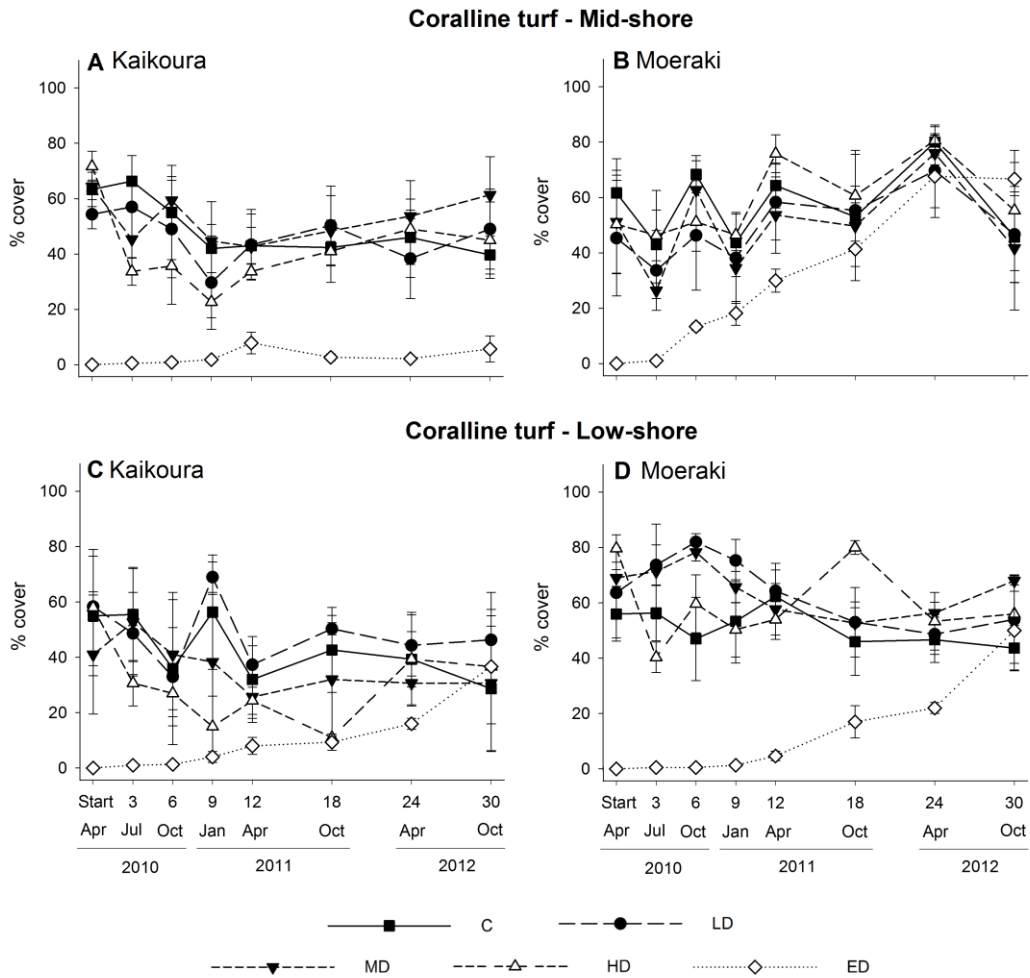 Coralline turf - Mid-shore
A Kaikoura
B Moeraki
% cover
100
80
60
40
20
0
% cover
100
80
60
40
20
0
Coralline turf - Low-shore
C Kaikoura
D Moeraki
% cover
100
80
60
40
20
0
% cover
100
80
60
40
20
0
Start 3 6 9 12 18 24 30
Apr Jul Oct Jan Apr Oct Apr Oct
2010 2011 2012
Start 3 6 9 12 18 24 30
Apr Jul Oct Jan Apr Oct Apr Oct
2010 2011 2012
C LD
MD HD ED